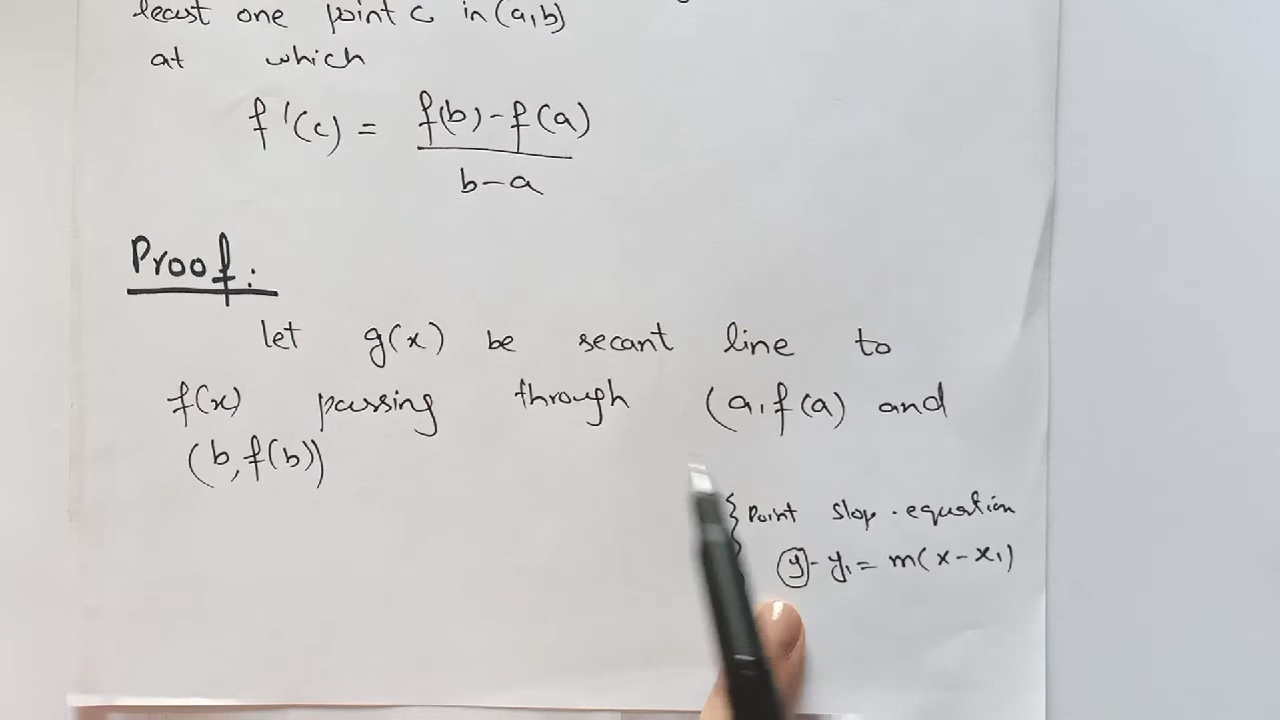 least one point c in (a,b)
at which
f'(c) = f(b)-f(a) / b-a
Proof:
let g(x) be secant line to
f(x) passing through (a,f(a) and
(b,f(b))
{ Point slop. equation
y - y₁ = m(x-x₁)